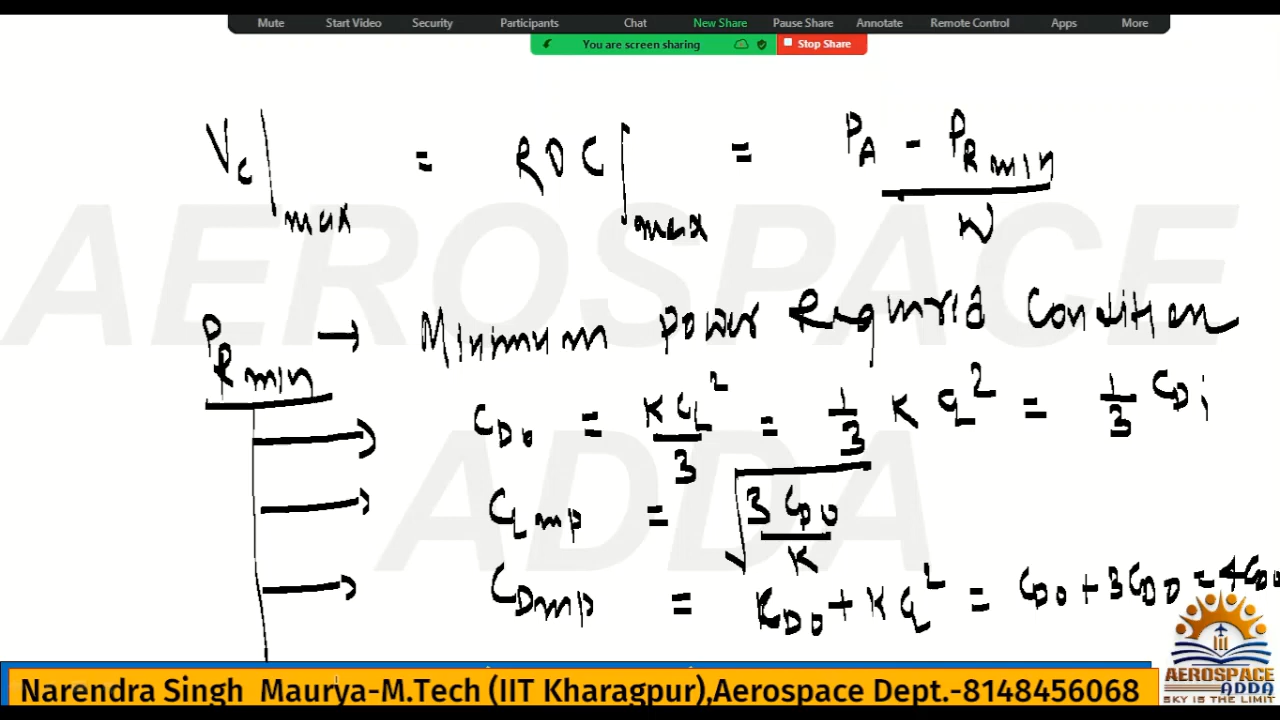 Mute Start Video Security Participants Chat New Share Pause Share Annotate Remote Control Apps More
You are screen sharing Stop Share
Vc|max = ROC|max = PA - PRmin / W
PRmin → Minimum power Required Condition
→ CD0 = KCL² / 3 = 1/3 KCL² = 1/3 CDi
→ CLmp = √(3CD0 / K)
→ CDmp = CD0 + KCL² = CD0 + 3CD0 = 4CD0
AEROSPACE
ADDA
Narendra Singh Maurya-M.Tech (IIT Kharagpur),Aerospace Dept.-8148456068
AEROSPACE
ADDA
SKY IS THE LIMIT